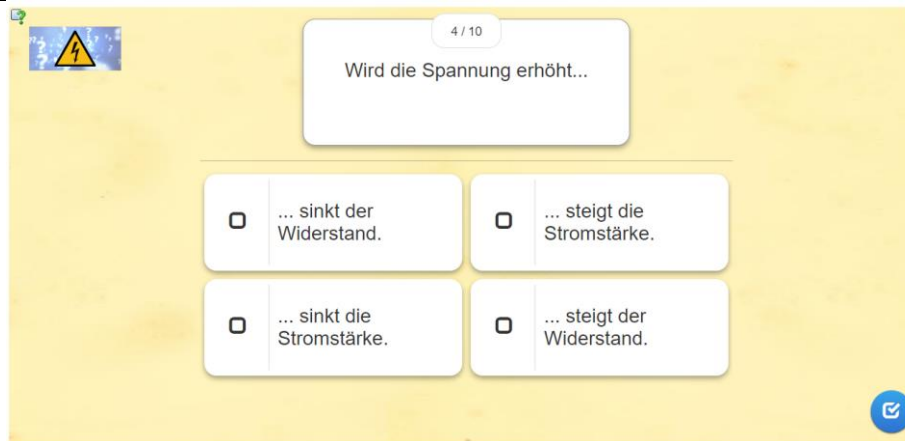 4 / 10
Wird die Spannung erhöht...
... sinkt der
Widerstand.
... steigt die
Stromstärke.
... sinkt die
Stromstärke.
... steigt der
Widerstand.